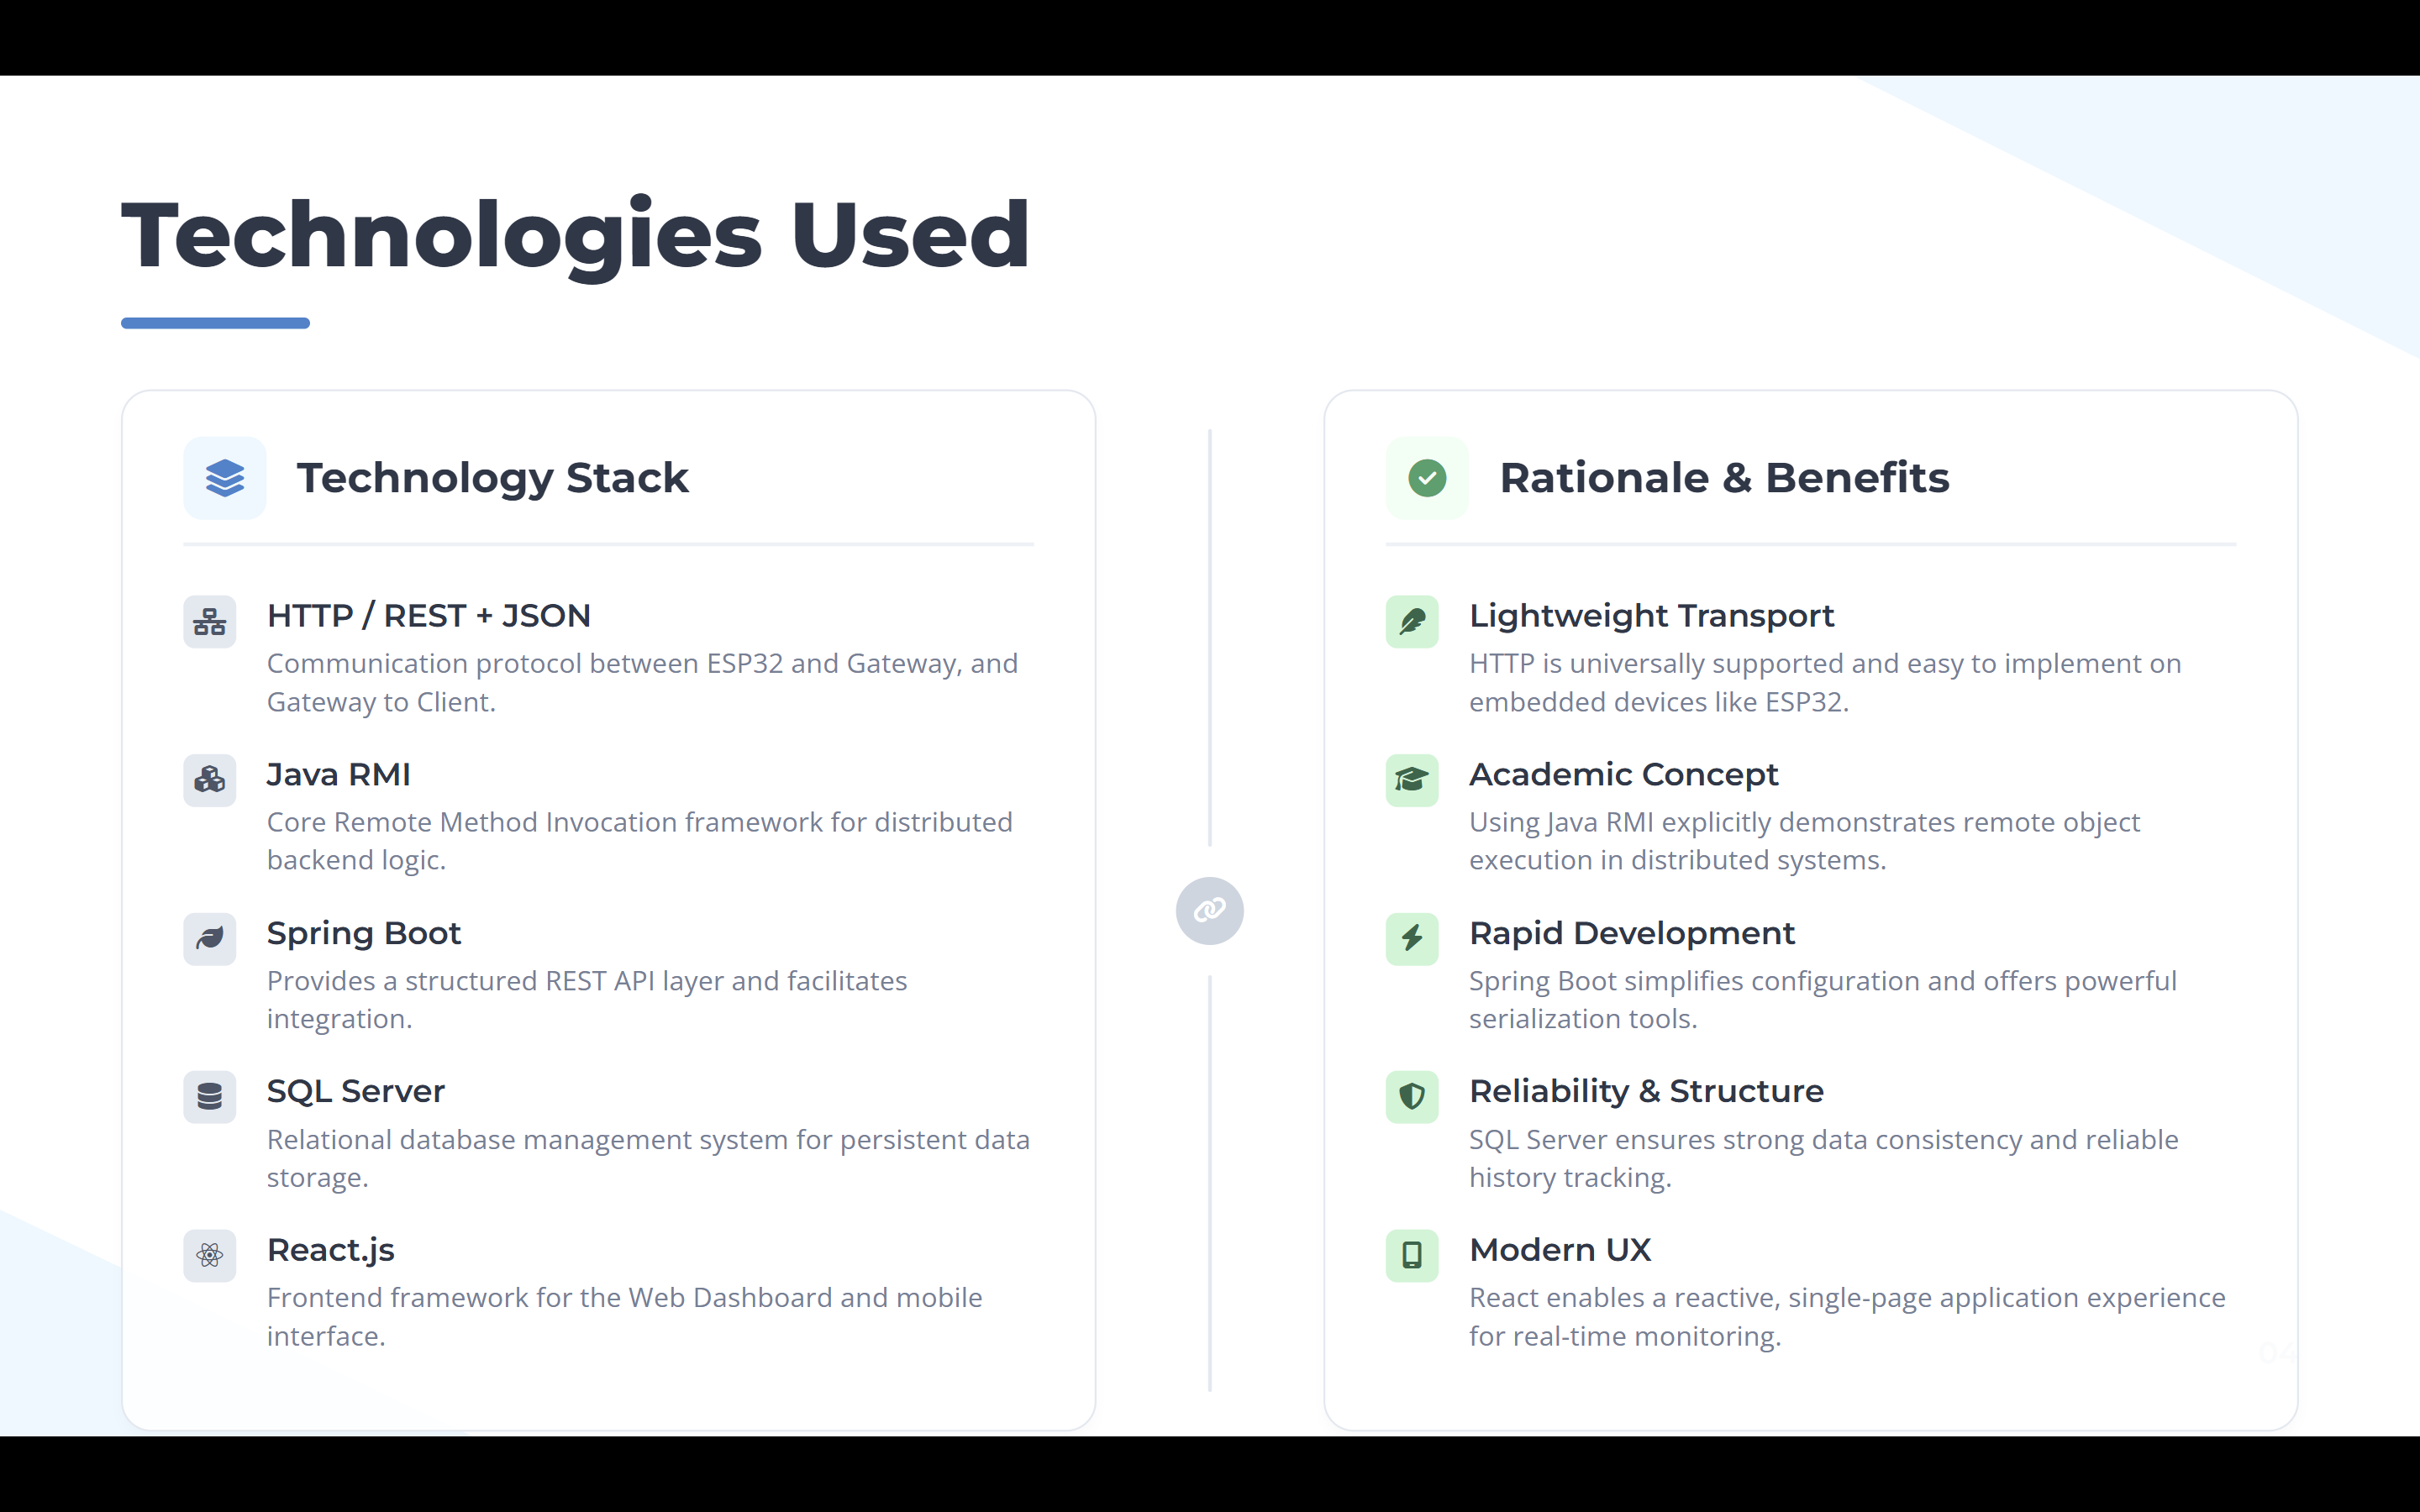 Technologies Used
Technology Stack
HTTP / REST + JSON
Communication protocol between ESP32 and Gateway, and
Gateway to Client.
Java RMI
Core Remote Method Invocation framework for distributed
backend logic.
Spring Boot
Provides a structured REST API layer and facilitates
integration.
SQL Server
Relational database management system for persistent data
storage.
React.js
Frontend framework for the Web Dashboard and mobile
interface.
Rationale & Benefits
Lightweight Transport
HTTP is universally supported and easy to implement on
embedded devices like ESP32.
Academic Concept
Using Java RMI explicitly demonstrates remote object
execution in distributed systems.
Rapid Development
Spring Boot simplifies configuration and offers powerful
serialization tools.
Reliability & Structure
SQL Server ensures strong data consistency and reliable
history tracking.
Modern UX
React enables a reactive, single-page application experience
for real-time monitoring.
04